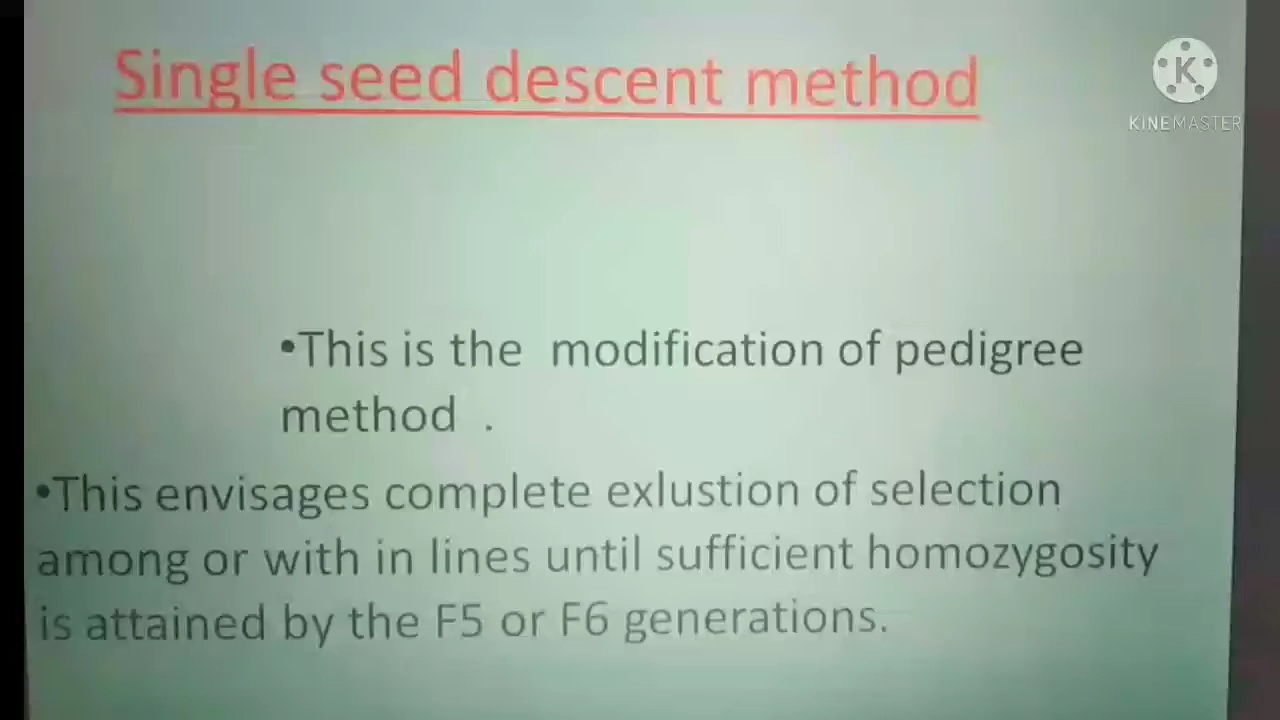 Single seed descent method
K
KINEMASTER
•This is the modification of pedigree
method .
•This envisages complete exlustion of selection
among or with in lines until sufficient homozygosity
is attained by the F5 or F6 generations.